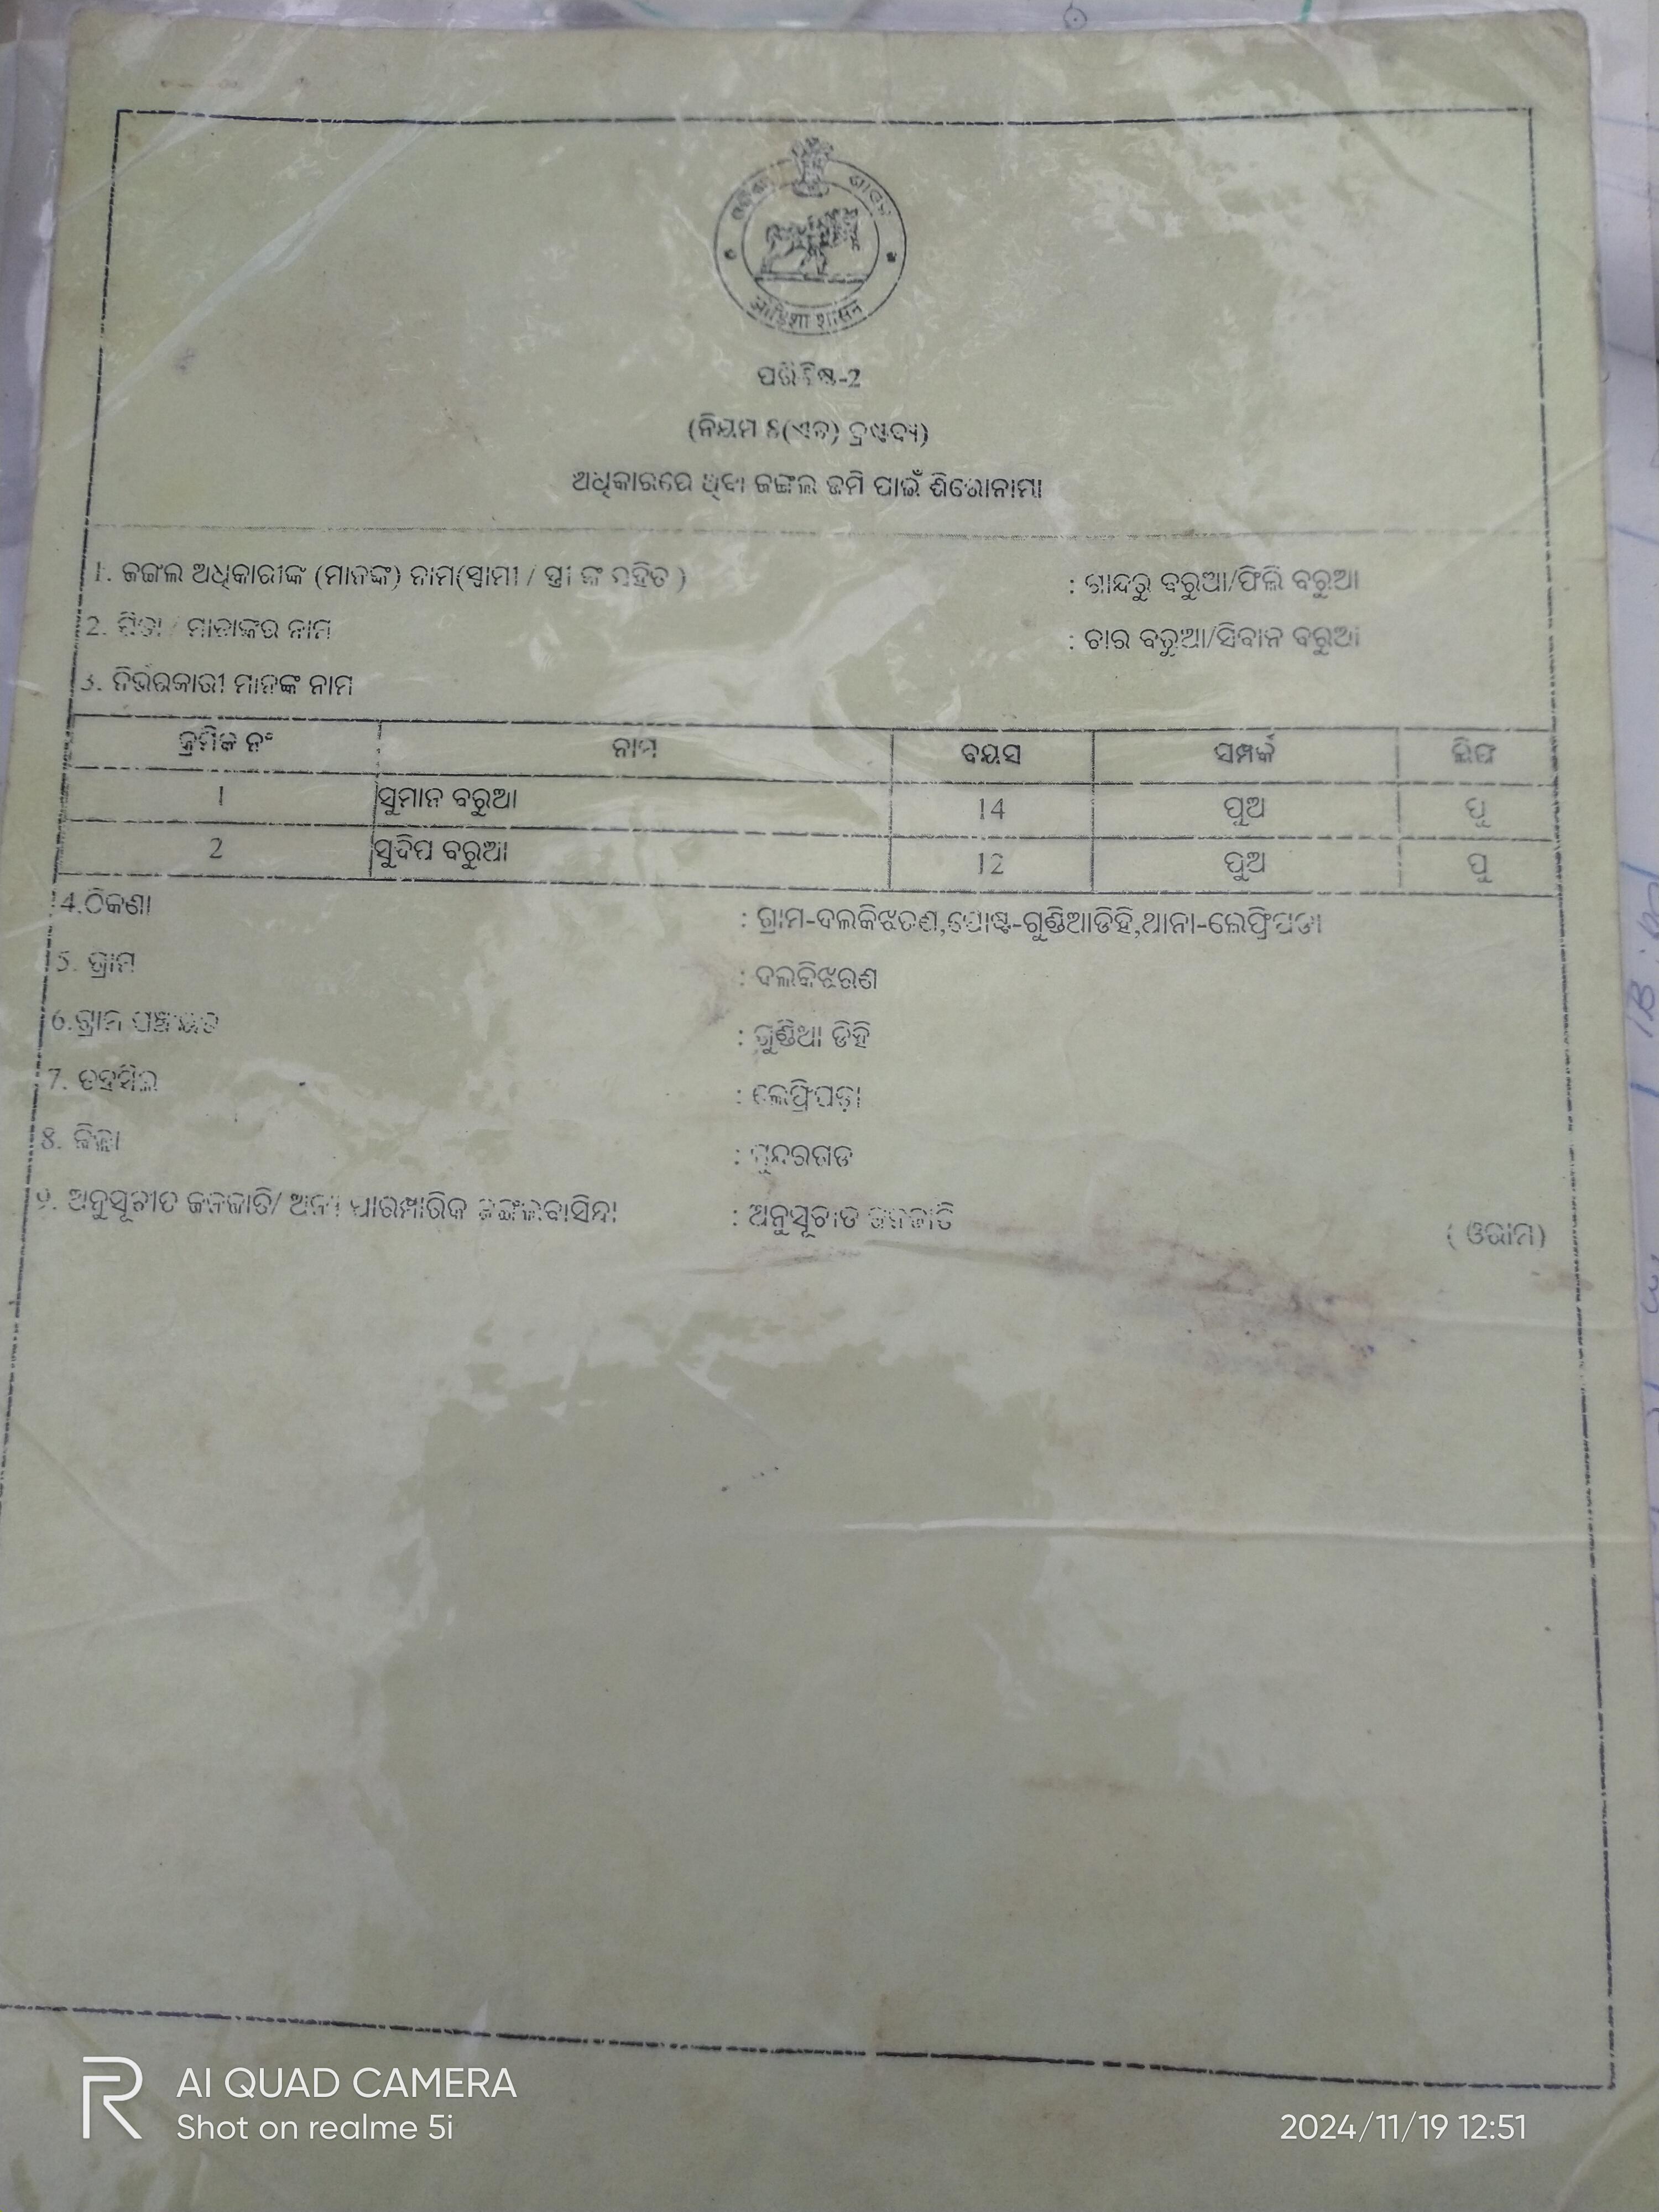 ଓଡ଼ିଶା ଶାସନ
ओड़िशा शासन
ପରିଶିଷ୍ଟ-2
(ନିୟମ 8(ଏଚ) ଦ୍ରଷ୍ଟବ୍ୟ)
ଅଧିକାରରେ ଥିବା ଜଙ୍ଗଲ ଜମି ପାଇଁ ଶିରୋନାମା
1. ଜଙ୍ଗଲ ଅଧିକାରୀଙ୍କ (ମାନଙ୍କ) ନାମ(ସ୍ୱାମୀ / ସ୍ତ୍ରୀ ଙ୍କ ସହିତ ) : ବରୁଆ/ଫିଲି ବରୁଆ
2. ପିତା / ମାତାଙ୍କର ନାମ : ଚାର ବରୁଆ/ସିବାନ ବରୁଆ
3. ନିର୍ଭରକାରୀ ମାନଙ୍କ ନାମ
କ୍ରମିକ ନଂ ନାମ ବୟସ ସମ୍ପର୍କ ଲିଙ୍ଗ
1 ସୁମାନ ବରୁଆ 14 ପୁଅ ପୁ
2 ସୁଦିପ ବରୁଆ 12 ପୁଅ ପୁ
4.ଠିକଣା : ଗ୍ରାମ-ଦଲକିଝରଣ,ପୋଷ୍ଟ-ଗୁଣ୍ଡିଆଡିହି,ଥାନା-ଲେଫ୍ରିପଡା
5. ଗ୍ରାମ : ଦଲକିଝରଣ
6.ଗ୍ରାମ ପଞ୍ଚାୟତ : ଗୁଣ୍ଡିଆ ଡିହି
7. ତହସିଲ : ଲେଫ୍ରିପଡ଼ା
8. ଜିଲ୍ଲା : ସୁନ୍ଦରଗଡ
9. ଅନୁସୂଚୀତ ଜନଜାତି/ ଅନ୍ୟ ପାରମ୍ପାରିକ ଜଙ୍ଗଲବାସିନ୍ଦା : ଅନୁସୂଚୀତ ଜନଜାତି ( ଓରାମ)
AI QUAD CAMERA
Shot on realme 5i
2024/11/19 12:51